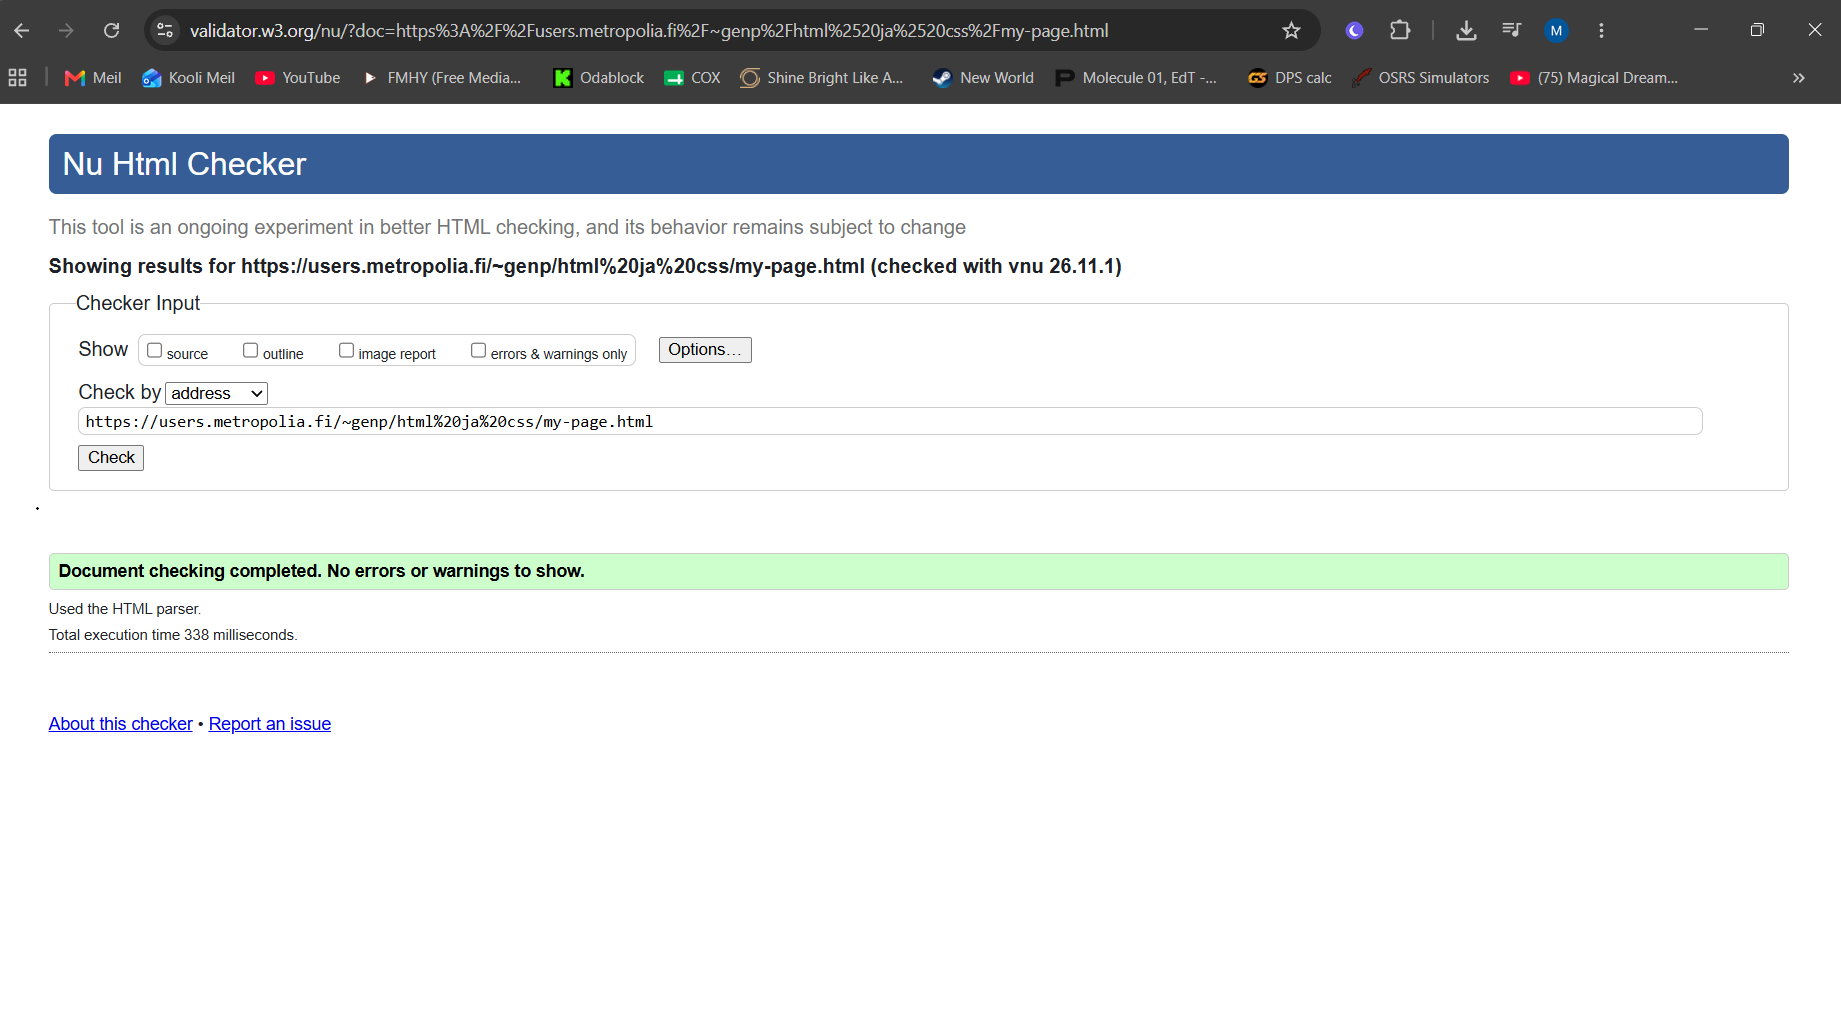 validator.w3.org/nu/?doc=https%3A%2F%2Fusers.metropolia.fi%2F~genp%2Fhtml%2520ja%2520css%2Fmy-page.html
M
Meil
Kooli Meil
YouTube
FMHY (Free Media...
Odablock
COX
Shine Bright Like A...
New World
Molecule 01, EdT -...
DPS calc
OSRS Simulators
(75) Magical Dream...
Nu Html Checker
This tool is an ongoing experiment in better HTML checking, and its behavior remains subject to change
Showing results for https://users.metropolia.fi/~genp/html%20ja%20css/my-page.html (checked with vnu 26.11.1)
Checker Input
Show source outline image report errors & warnings only Options...
Check by address
https://users.metropolia.fi/~genp/html%20ja%20css/my-page.html
Check
.
Document checking completed. No errors or warnings to show.
Used the HTML parser.
Total execution time 338 milliseconds.
About this checker • Report an issue